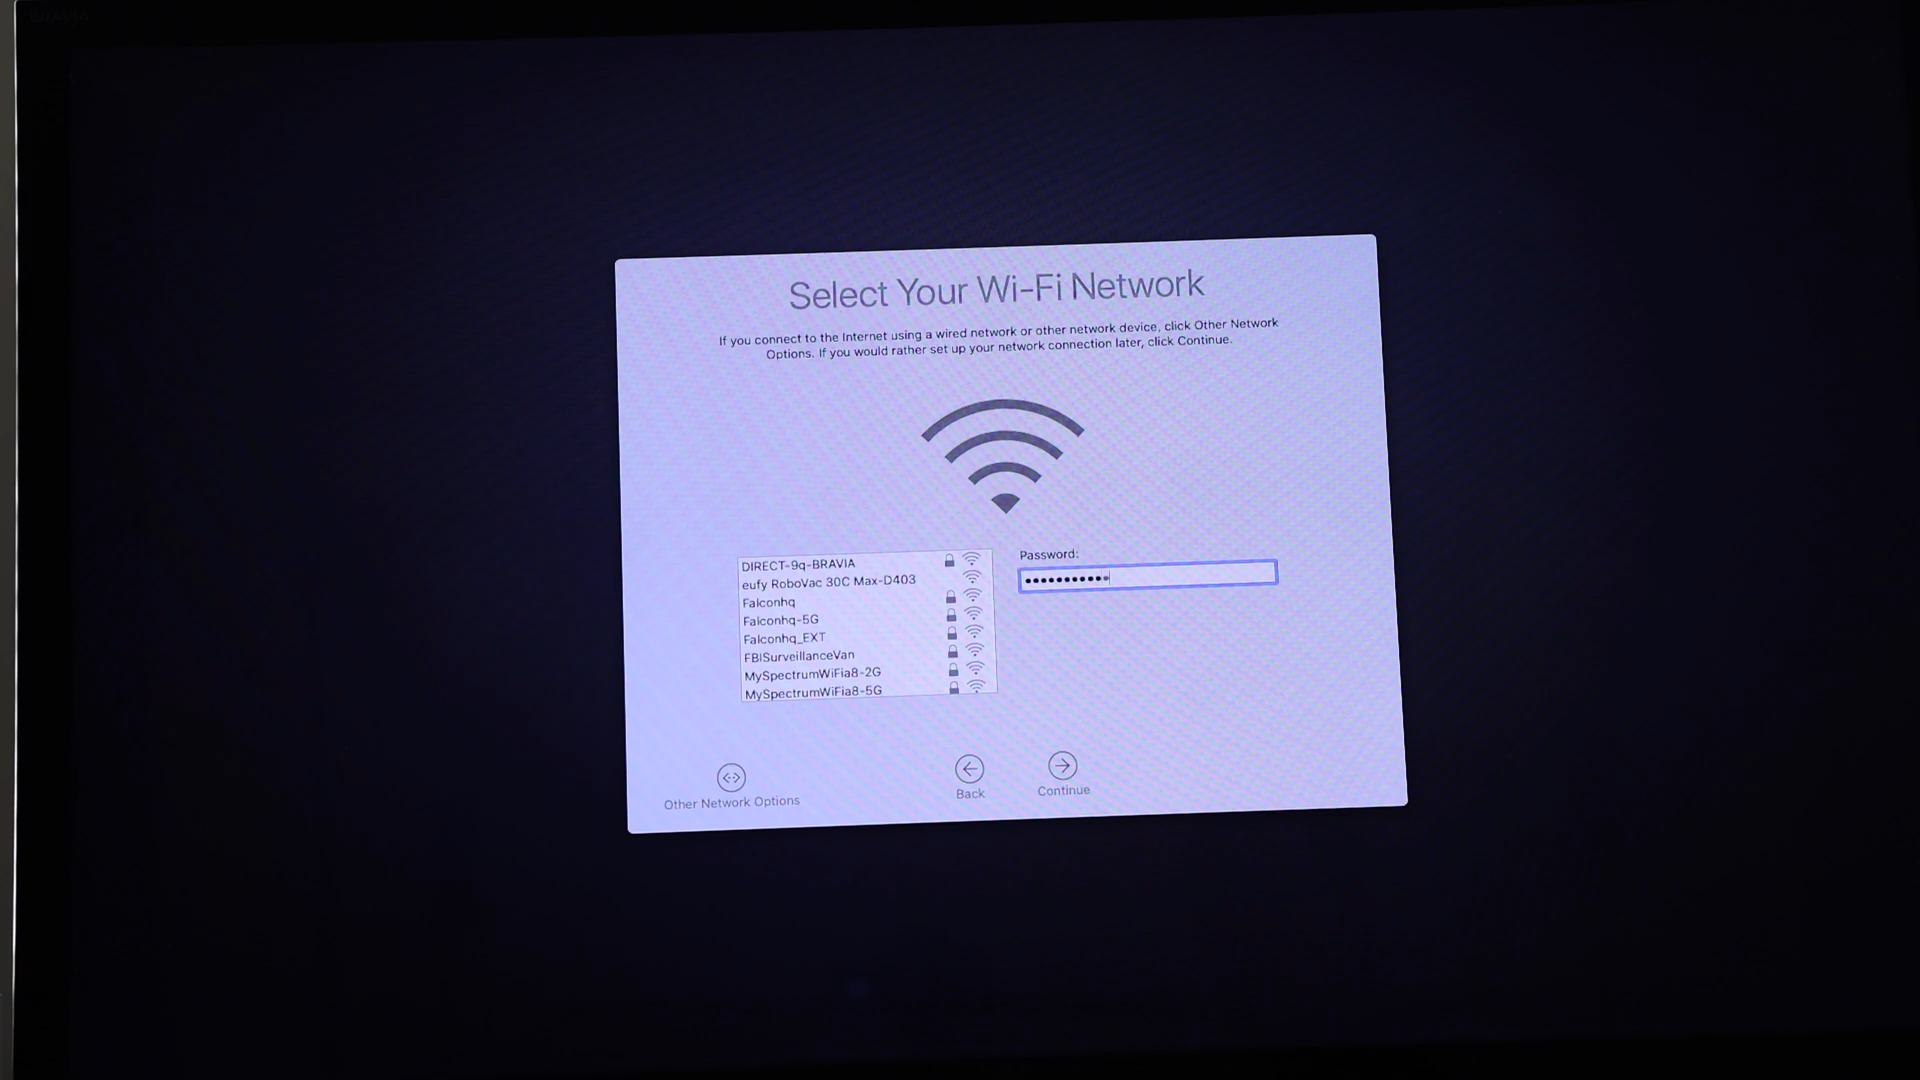 BRAVIA
Select Your Wi-Fi Network
If you connect to the Internet using a wired network or other network device, click Other Network
Options. If you would rather set up your network connection later, click Continue.
DIRECT-9q-BRAVIA
eufy RoboVac 30C Max-D403
Falconhq
Falconhq-5G
Falconhq_EXT
FBISurveillanceVan
MySpectrumWiFia8-2G
MySpectrumWiFia8-5G
Password:
Other Network Options
Back
Continue